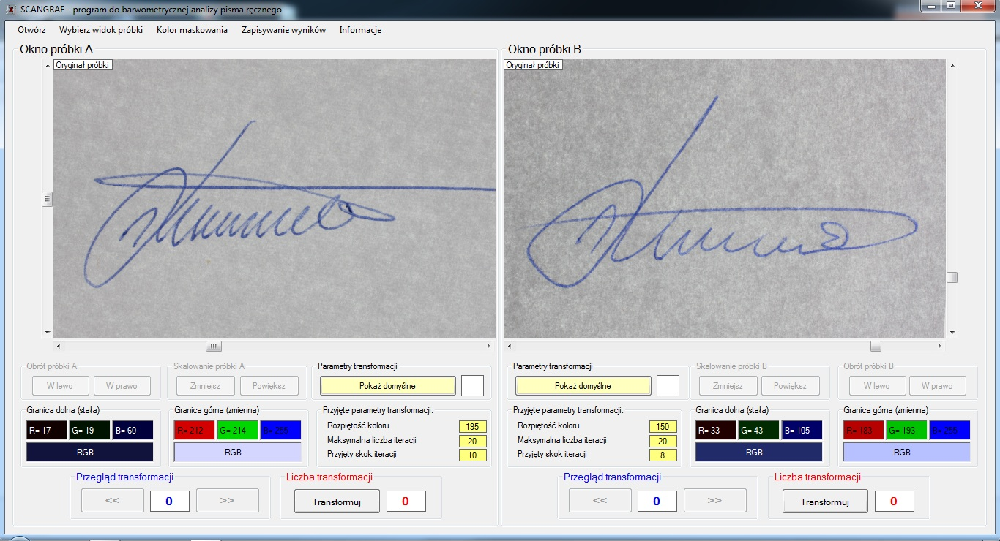 SCANGRAF - program do barwometrycznej analizy pisma ręcznego
Otwórz Wybierz widok próbki Kolor maskowania Zapisywanie wyników Informacje
Okno próbki A
Oryginał próbki
Obrót próbki A
W lewo W prawo
Skalowanie próbki A
Zmniejsz Powiększ
Parametry transformacji
Pokaż domyślne
Granica dolna (stała)
R= 17 G= 19 B= 60
RGB
Granica górna (zmienna)
R= 212 G= 214 B= 255
RGB
Przyjęte parametry transformacji:
Rozpiętość koloru 195
Maksymalna liczba iteracji 20
Przyjęty skok iteracji 10
Przegląd transformacji
<< 0 >>
Liczba transformacji
Transformuj 0
Okno próbki B
Oryginał próbki
Parametry transformacji
Pokaż domyślne
Skalowanie próbki B
Zmniejsz Powiększ
Obrót próbki B
W lewo W prawo
Przyjęte parametry transformacji:
Rozpiętość koloru 150
Maksymalna liczba iteracji 20
Przyjęty skok iteracji 8
Granica dolna (stała)
R= 33 G= 43 B= 105
RGB
Granica górna (zmienna)
R= 183 G= 193 B= 255
RGB
Przegląd transformacji
<< 0 >>
Liczba transformacji
Transformuj 0